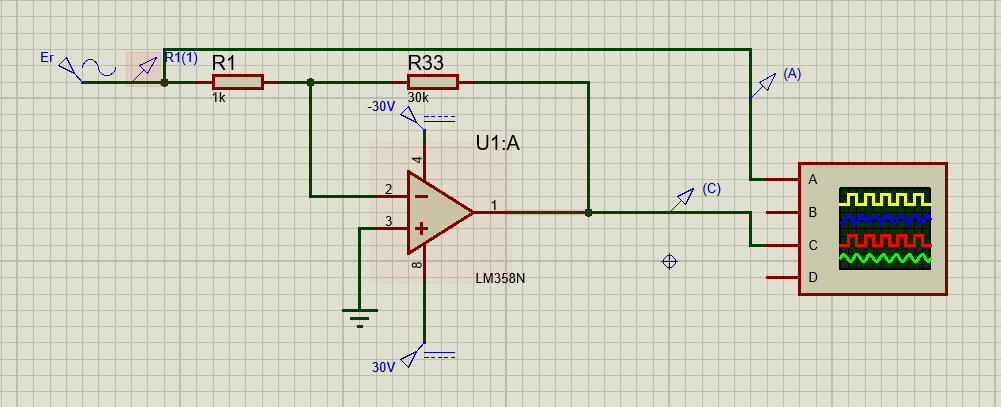 Er
R1(1)
R1
1k
R33
30k
-30V
(A)
U1:A
4
2
3
1
8
LM358N
(C)
30V
A
B
C
D